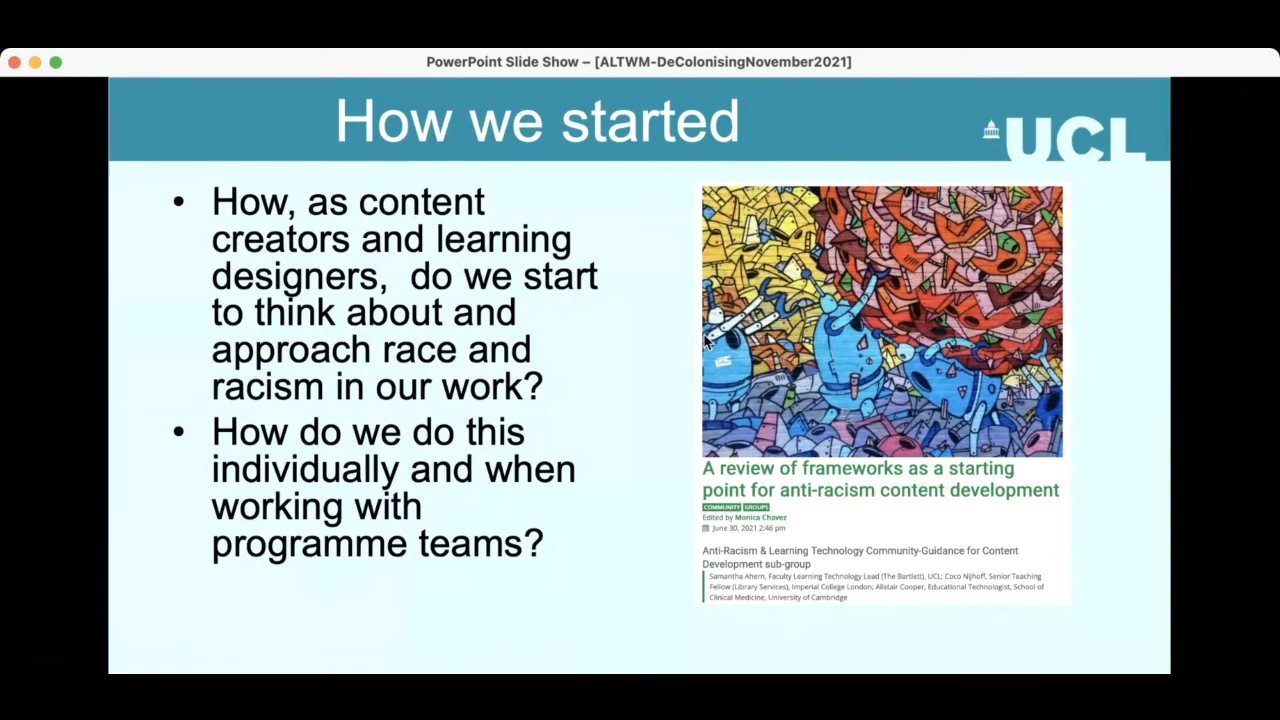 PowerPoint Slide Show – [ALTWM-DeColonisingNovember2021]
How we started
UCL
• How, as content
creators and learning
designers,  do we start
to think about and
approach race and
racism in our work?
• How do we do this
individually and when
working with
programme teams?
A review of frameworks as a starting
point for anti-racism content development
COMMUNITY GROUPS
Edited by Monica Chavez
June 30, 2021 2:46 pm
Anti-Racism & Learning Technology Community-Guidance for Content
Development sub-group
Samantha Ahern, Faculty Learning Technology Lead (The Bartlett), UCL; Coco Nijhoff, Senior Teaching
Fellow (Library Services), Imperial College London; Alistair Cooper, Educational Technologist, School of
Clinical Medicine, University of Cambridge